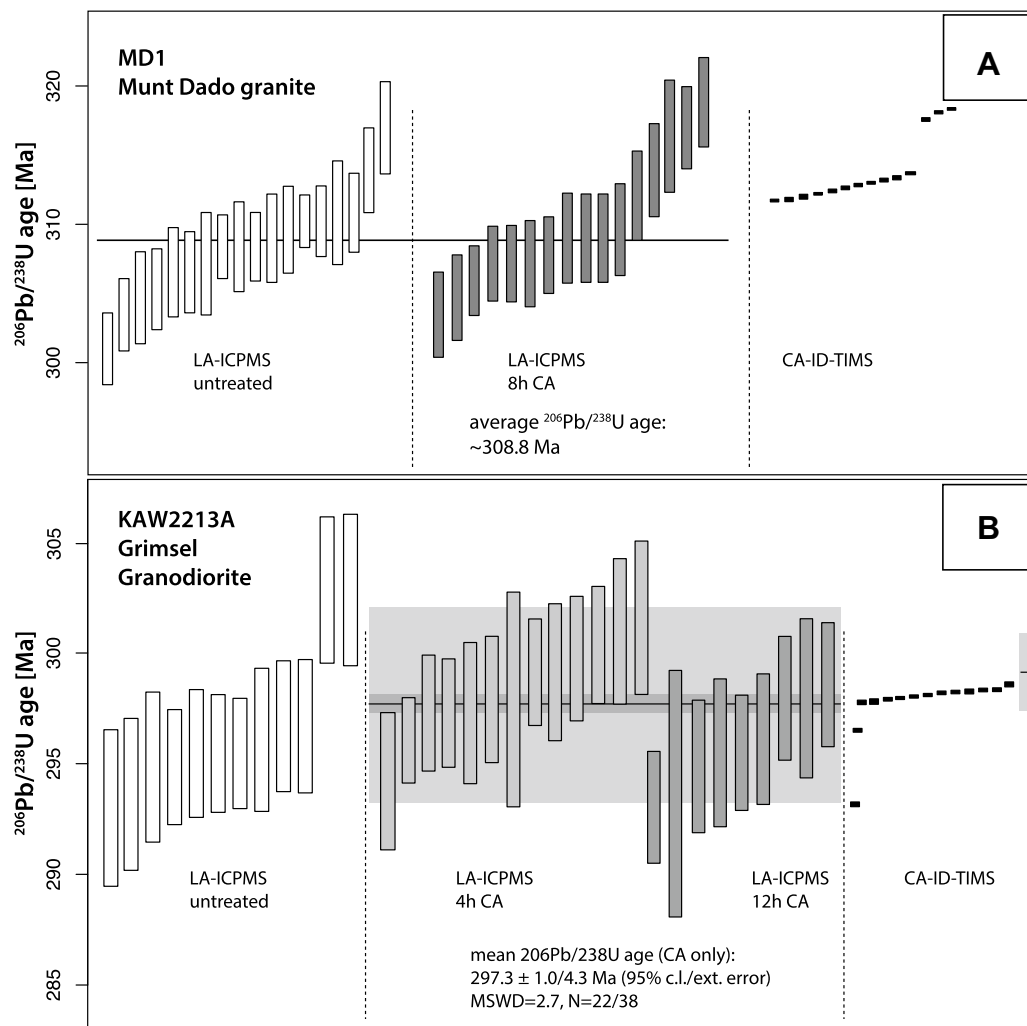 MD1
Munt Dado granite
A
320
310
300
206Pb/238U age [Ma]
LA-ICPMS
untreated
LA-ICPMS
8h CA
CA-ID-TIMS
average 206Pb/238U age:
~308.8 Ma
KAW2213A
Grimsel
Granodiorite
B
305
300
295
290
285
206Pb/238U age [Ma]
LA-ICPMS
untreated
LA-ICPMS
4h CA
LA-ICPMS
12h CA
CA-ID-TIMS
mean 206Pb/238U age (CA only):
297.3 ± 1.0/4.3 Ma (95% c.l./ext. error)
MSWD=2.7, N=22/38